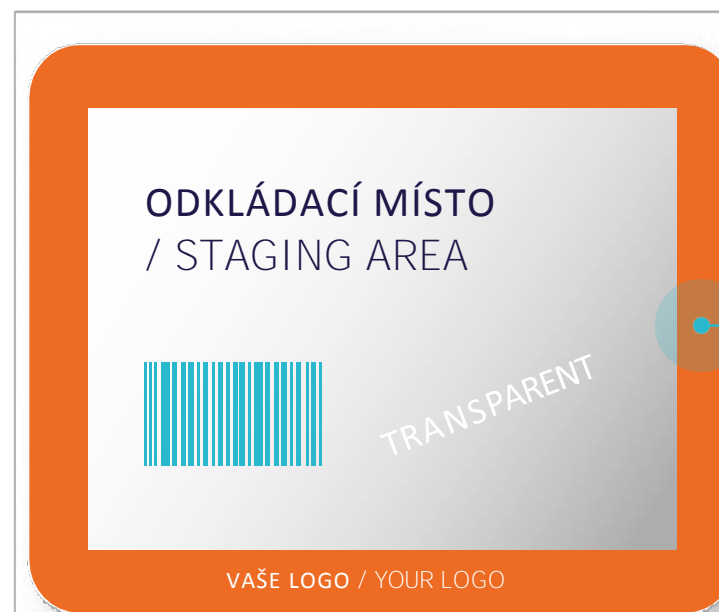 ODKLÁDACÍ MÍSTO
/ STAGING AREA
TRANSPARENT
VAŠE LOGO / YOUR LOGO